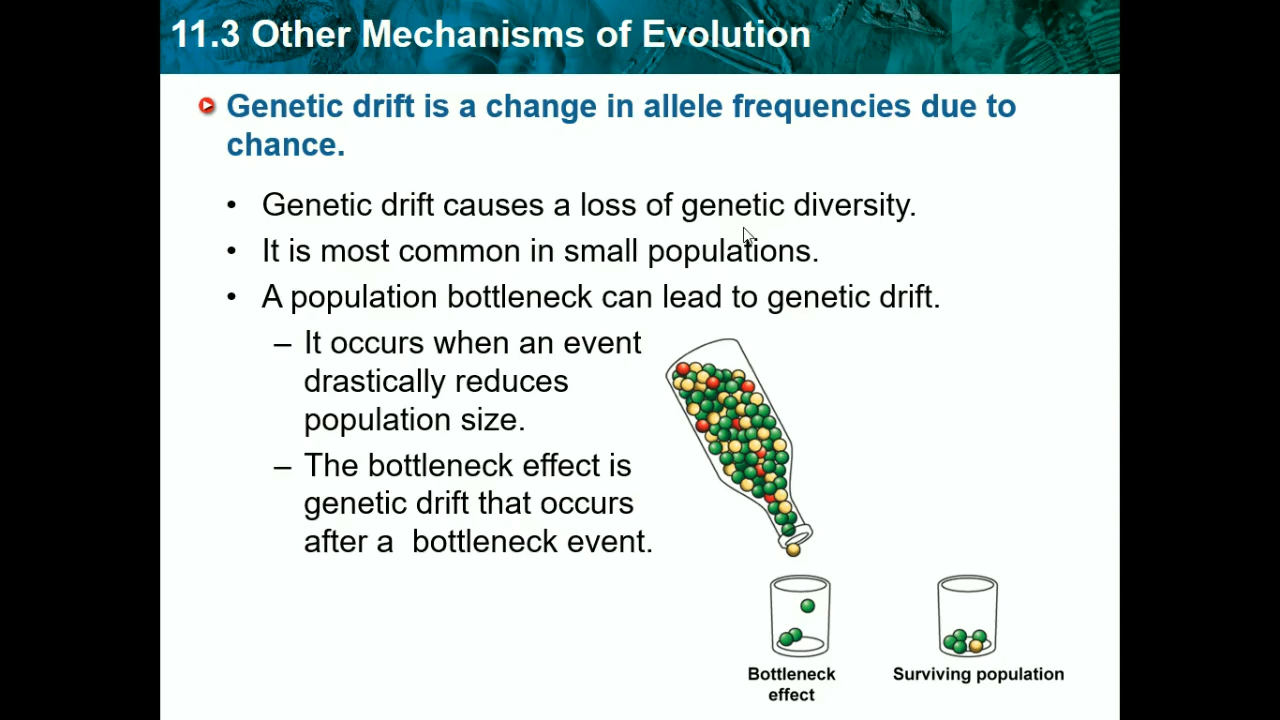 11.3 Other Mechanisms of Evolution
Genetic drift is a change in allele frequencies due to
chance.
• Genetic drift causes a loss of genetic diversity.
• It is most common in small populations.
• A population bottleneck can lead to genetic drift.
– It occurs when an event
drastically reduces
population size.
– The bottleneck effect is
genetic drift that occurs
after a  bottleneck event.
Bottleneck
effect
Surviving population